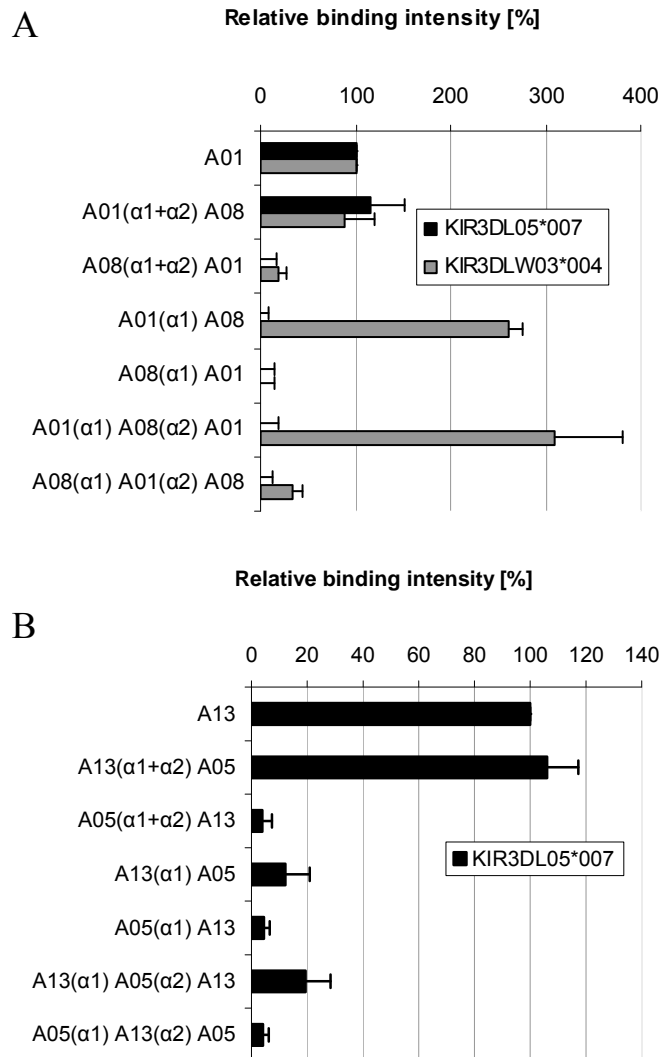 A
Relative binding intensity [%]
0 100 200 300 400
A01
A01(α1+α2) A08
A08(α1+α2) A01
A01(α1) A08
A08(α1) A01
A01(α1) A08(α2) A01
A08(α1) A01(α2) A08
KIR3DL05*007
KIR3DLW03*004
B
Relative binding intensity [%]
0 20 40 60 80 100 120 140
A13
A13(α1+α2) A05
A05(α1+α2) A13
A13(α1) A05
A05(α1) A13
A13(α1) A05(α2) A13
A05(α1) A13(α2) A05
KIR3DL05*007